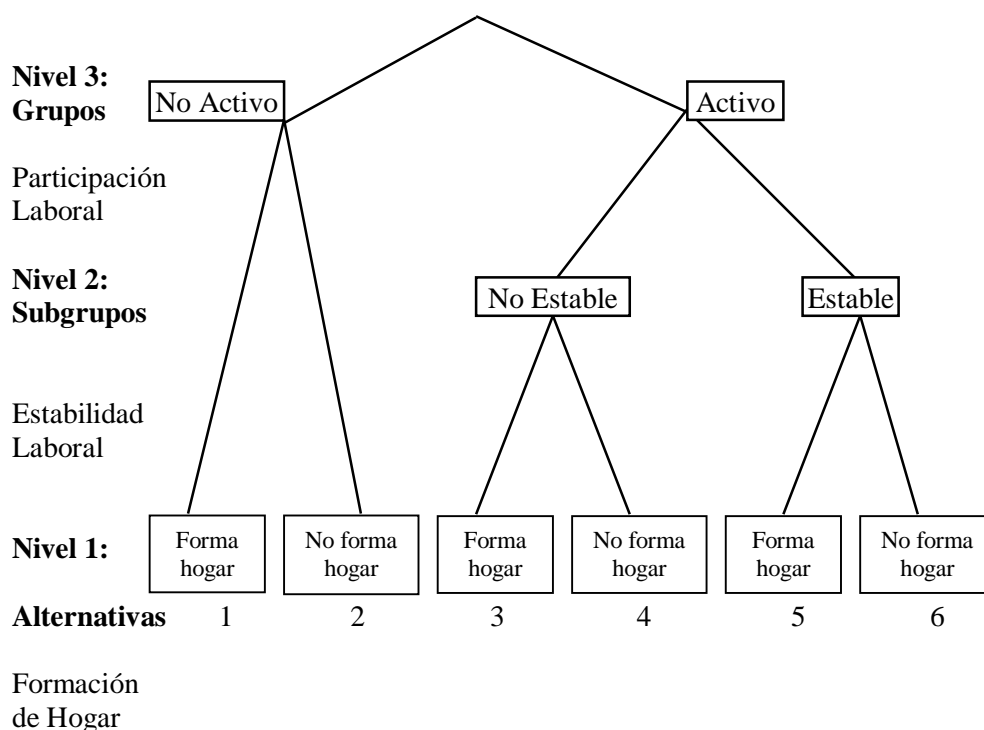 Nivel 3:
Grupos
No Activo
Activo
Participación
Laboral
Nivel 2:
Subgrupos
No Estable
Estable
Estabilidad
Laboral
Nivel 1:
Forma
hogar
No forma
hogar
Forma
hogar
No forma
hogar
Forma
hogar
No forma
hogar
Alternativas 1 2 3 4 5 6
Formación
de Hogar